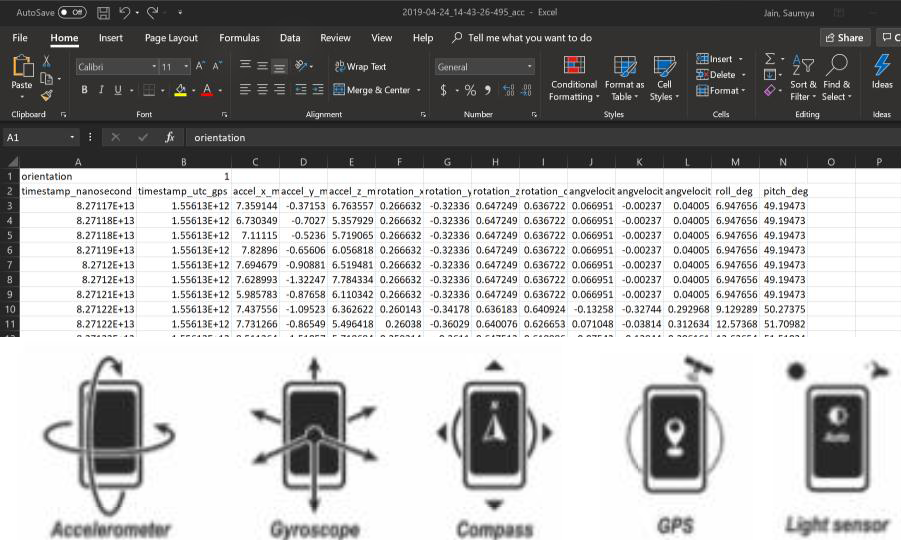 AutoSave Off 2019-04-24_14-43-26-495_acc - Excel Jain, Saumya
File Home Insert Page Layout Formulas Data Review View Help Tell me what you want to do Share C
Calibri 11 A A ab Wrap Text General Insert Σ
Paste Conditional Format as Cell Delete Sort & Find & Ideas
B I U A Merge & Center $ % 9 Formatting Table Styles Format Filter Select
Clipboard Font Alignment Number Styles Cells Editing Ideas
A1 fx orientation
A B C D E F G H I J K L M N O P
1 orientation 1
2 timestamp_nanosecond timestamp_utc_gps accel_x_m accel_y_m accel_z_m rotation_x rotation_y rotation_z rotation_c angvelocit angvelocit angvelocit roll_deg pitch_deg
3 8.27117E+13 1.55613E+12 7.359144 -0.37153 6.763557 0.266632 -0.32336 0.647249 0.636722 0.066951 -0.00237 0.04005 6.947656 49.19473
4 8.27118E+13 1.55613E+12 6.730349 -0.7027 5.357929 0.266632 -0.32336 0.647249 0.636722 0.066951 -0.00237 0.04005 6.947656 49.19473
5 8.27118E+13 1.55613E+12 7.11115 -0.5236 5.719065 0.266632 -0.32336 0.647249 0.636722 0.066951 -0.00237 0.04005 6.947656 49.19473
6 8.27119E+13 1.55613E+12 7.82896 -0.65606 6.056818 0.266632 -0.32336 0.647249 0.636722 0.066951 -0.00237 0.04005 6.947656 49.19473
7 8.2712E+13 1.55613E+12 7.694679 -0.90881 6.519481 0.266632 -0.32336 0.647249 0.636722 0.066951 -0.00237 0.04005 6.947656 49.19473
8 8.2712E+13 1.55613E+12 7.628993 -1.32247 7.784334 0.266632 -0.32336 0.647249 0.636722 0.066951 -0.00237 0.04005 6.947656 49.19473
9 8.27121E+13 1.55613E+12 5.985783 -0.87658 6.110342 0.266632 -0.32336 0.647249 0.636722 0.066951 -0.00237 0.04005 6.947656 49.19473
10 8.27122E+13 1.55613E+12 7.437556 -1.09523 6.362622 0.260143 -0.34178 0.636183 0.640924 -0.13258 -0.32744 0.292968 9.129289 50.27375
11 8.27122E+13 1.55613E+12 7.731266 -0.86549 5.496418 0.26038 -0.36029 0.640076 0.626653 0.071048 -0.03814 0.312634 12.57368 51.70982
N Auto
Accelerometer Gyroscope Compass GPS Light sensor